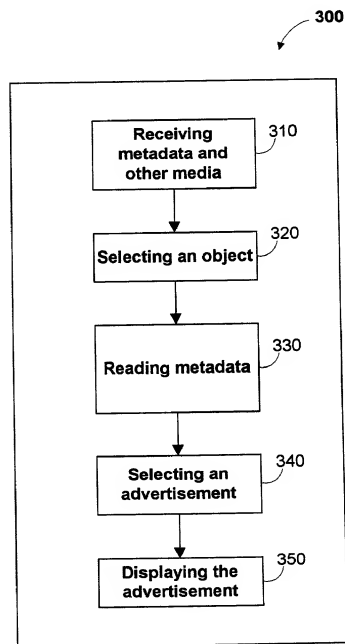 300
Receiving
metadata and
other media
310
Selecting an object
320
Reading metadata
330
Selecting an
advertisement
340
Displaying the
advertisement
350